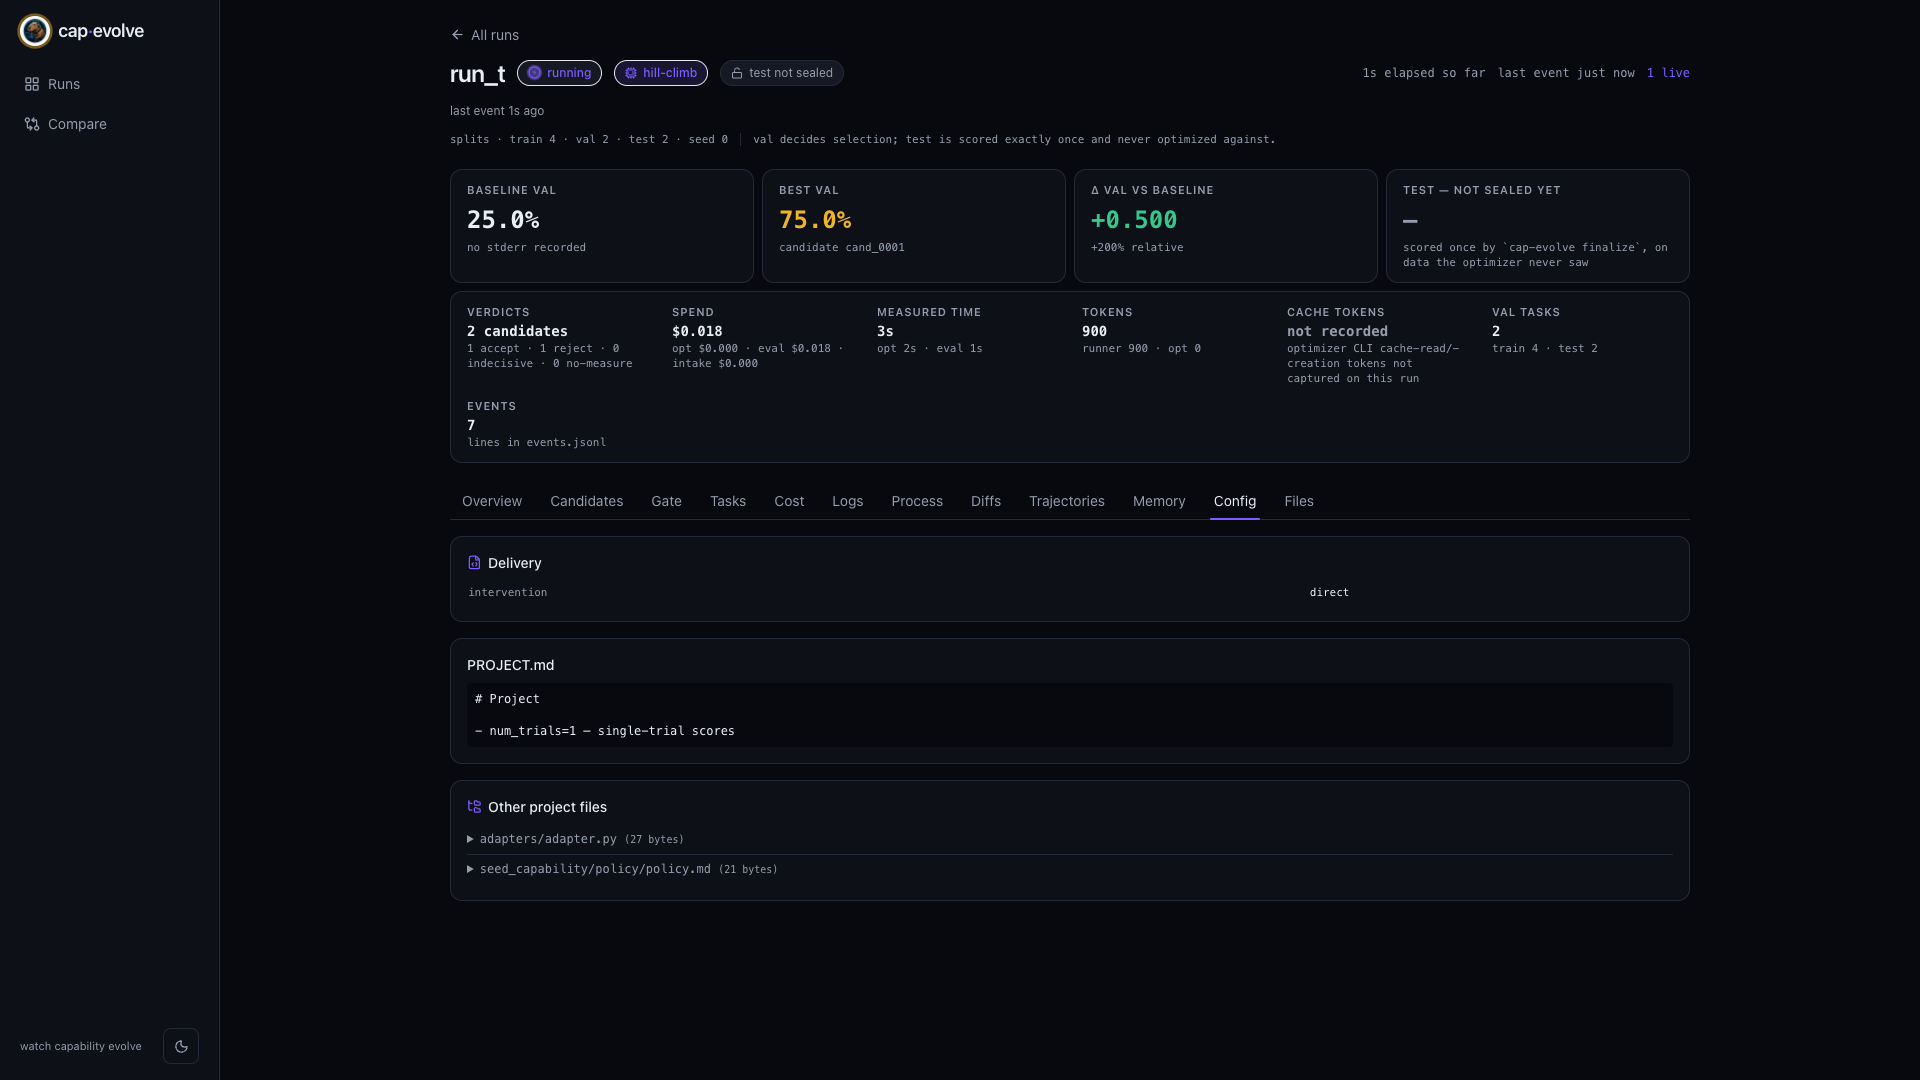 cap·evolve
Runs
Compare
watch capability evolve
All runs
run_t
running
hill-climb
test not sealed
1s elapsed so far last event just now 1 live
last event 1s ago
splits · train 4 · val 2 · test 2 · seed 0 | val decides selection; test is scored exactly once and never optimized against.
BASELINE VAL
25.0%
no stderr recorded
BEST VAL
75.0%
candidate cand_0001
Δ VAL VS BASELINE
+0.500
+200% relative
TEST — NOT SEALED YET
—
scored once by `cap-evolve finalize`, on
data the optimizer never saw
VERDICTS
2 candidates
1 accept · 1 reject · 0
indecisive · 0 no-measure
SPEND
$0.018
opt $0.000 · eval $0.018 ·
intake $0.000
MEASURED TIME
3s
opt 2s · eval 1s
TOKENS
900
runner 900 · opt 0
CACHE TOKENS
not recorded
optimizer CLI cache-read/-
creation tokens not
captured on this run
VAL TASKS
2
train 4 · test 2
EVENTS
7
lines in events.jsonl
Overview Candidates Gate Tasks Cost Logs Process Diffs Trajectories Memory Config Files
Delivery
intervention direct
PROJECT.md
# Project
- num_trials=1 — single-trial scores
Other project files
adapters/adapter.py (27 bytes)
seed_capability/policy/policy.md (21 bytes)